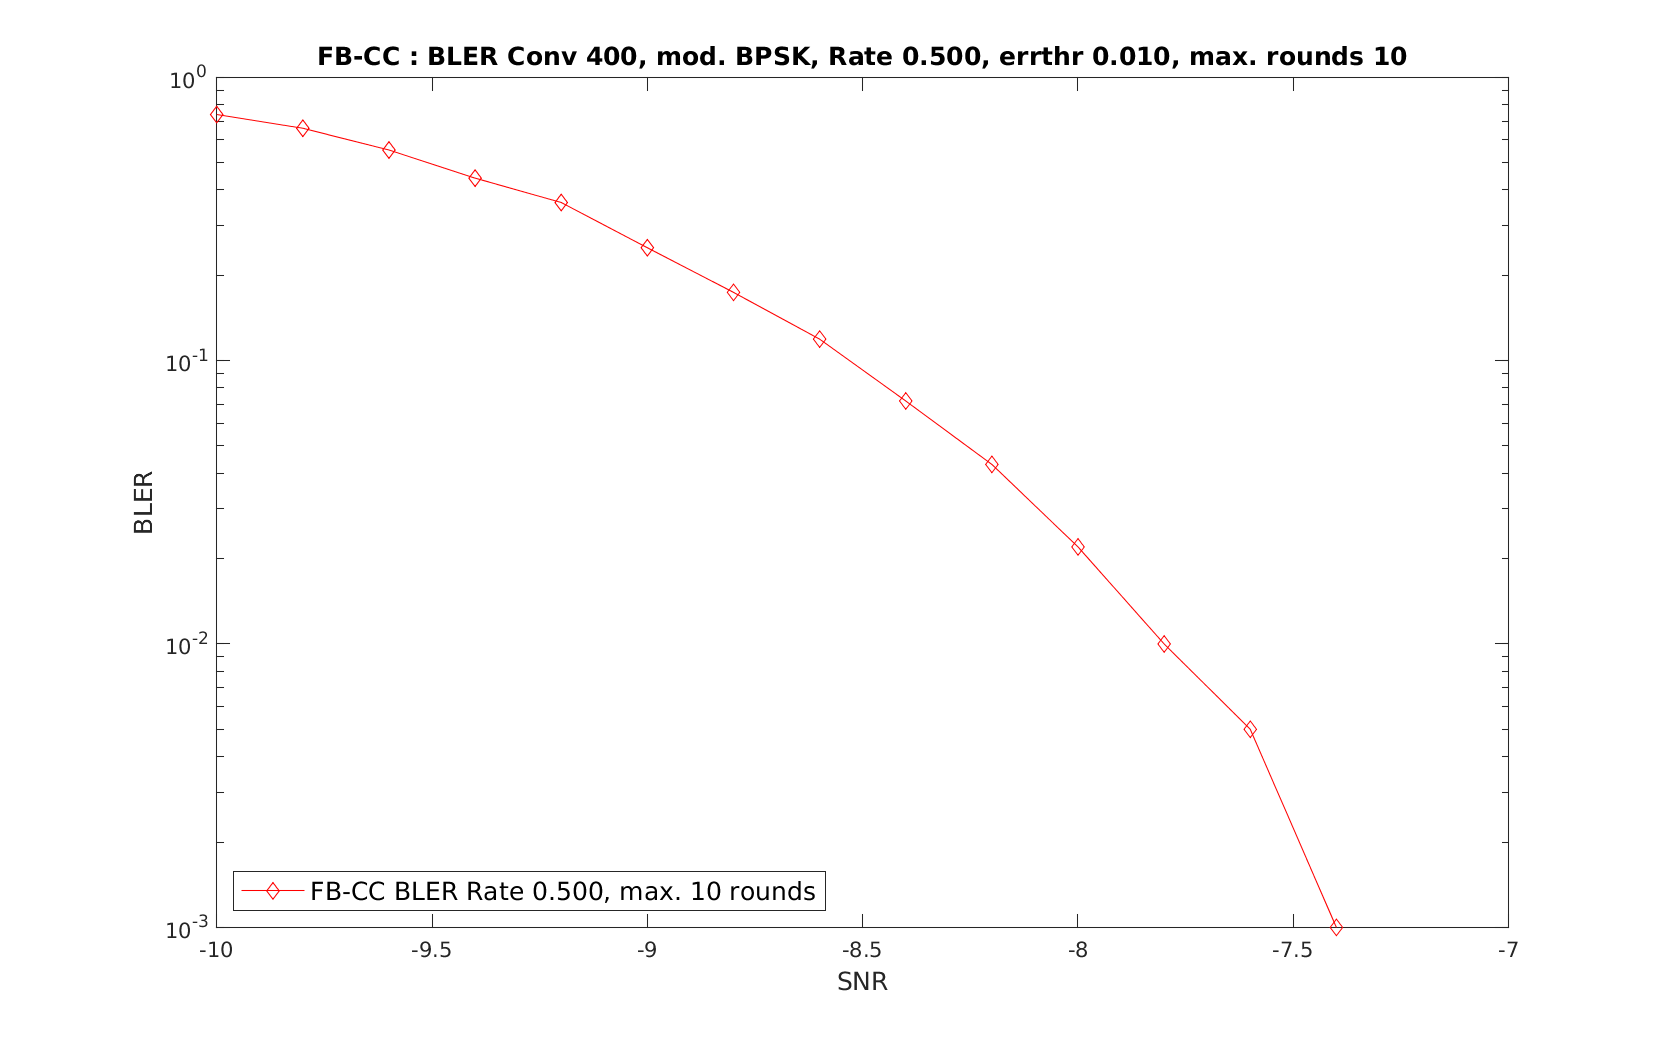 FB-CC : BLER Conv 400, mod. BPSK, Rate 0.500, errthr 0.010, max. rounds 10
10^0
10^-1
10^-2
10^-3
BLER
FB-CC BLER Rate 0.500, max. 10 rounds
-10 -9.5 -9 -8.5 -8 -7.5 -7
SNR